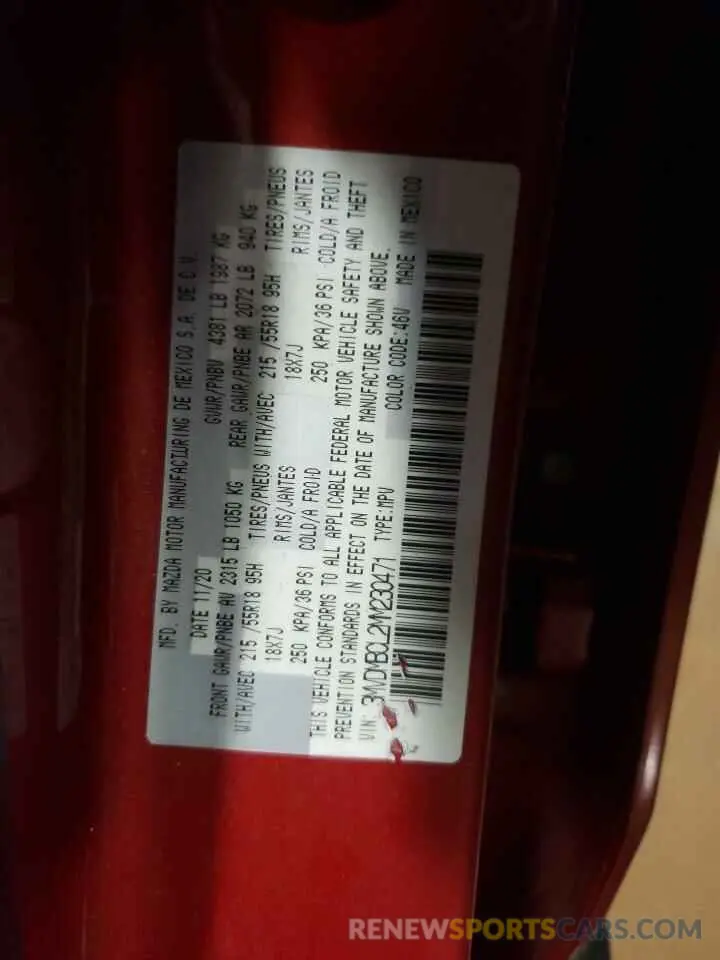 MFD. BY MAZDA MOTOR MANUFACTURING DE MEXICO S.A. DE C.V.
DATE 11/20 GVWR/PNBV 4381 LB 1987 KG
FRONT GAWR/PNBE AV 2315 LB 1050 KG REAR GAWR/PNBE AR 2072 LB 940 KG
WITH/AVEC 215 /55R18 95H TIRES/PNEUS WITH/AVEC 215 /55R18 95H TIRES/PNEUS
18X7J RIMS/JANTES 18X7J RIMS/JANTES
250 KPA/36 PSI COLD/A FROID 250 KPA/36 PSI COLD/A FROID
THIS VEHICLE CONFORMS TO ALL APPLICABLE FEDERAL MOTOR VEHICLE SAFETY AND THEFT
PREVENTION STANDARDS IN EFFECT ON THE DATE OF MANUFACTURE SHOWN ABOVE.
VIN: 3MVDMBCL2MM230471 TYPE:MPV COLOR CODE:46V MADE IN MEXICO
RENEWSPORTSCARS.COM